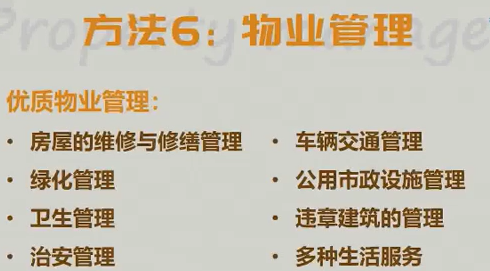 Property Manage
方法6：物业管理
优质物业管理：
• 房屋的维修与修缮管理
• 绿化管理
• 卫生管理
• 治安管理
• 车辆交通管理
• 公用市政设施管理
• 违章建筑的管理
• 多种生活服务